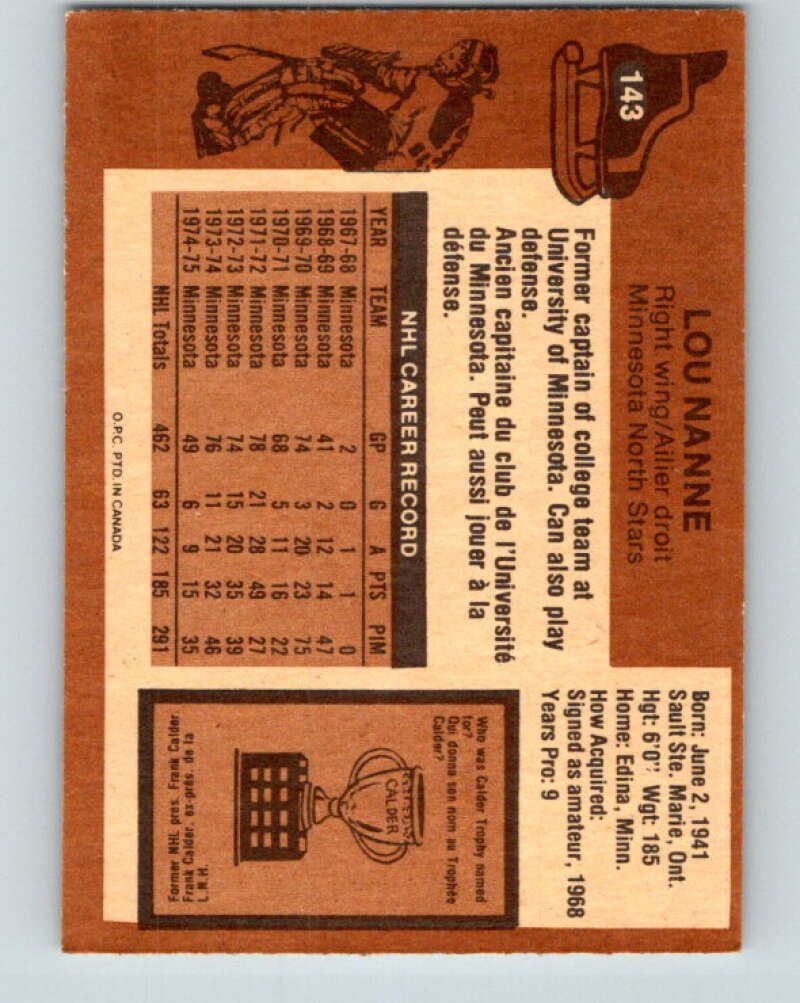 143
LOU NANNE
Right wing/Ailier droit
Minnesota North Stars
Born: June 2, 1941
Sault Ste. Marie, Ont.
Hgt: 6'0" Wgt: 185
Home: Edina, Minn.
How Acquired:
Signed as amateur, 1968
Years Pro: 9
Former captain of college team at
University of Minnesota. Can also play
defense.
Ancien capitaine du club de l'Université
du Minnesota. Peut aussi jouer à la
défense.
NHL CAREER RECORD
YEAR TEAM GP G A PTS PIM
1967-68 Minnesota 2 0 1 1 0
1968-69 Minnesota 41 2 12 14 47
1969-70 Minnesota 74 3 20 23 75
1970-71 Minnesota 68 5 11 16 22
1971-72 Minnesota 78 21 28 49 27
1972-73 Minnesota 74 15 20 35 39
1973-74 Minnesota 76 11 21 32 46
1974-75 Minnesota 49 6 9 15 35
NHL Totals 462 63 122 185 291
O.P.C. PTD. IN CANADA
Who was Calder Trophy named
for?
Qui donna son nom au Trophée
Calder?
CALDER
Former NHL pres. Frank Calder.
Frank Calder, ex-prés. de la
L.N.H.